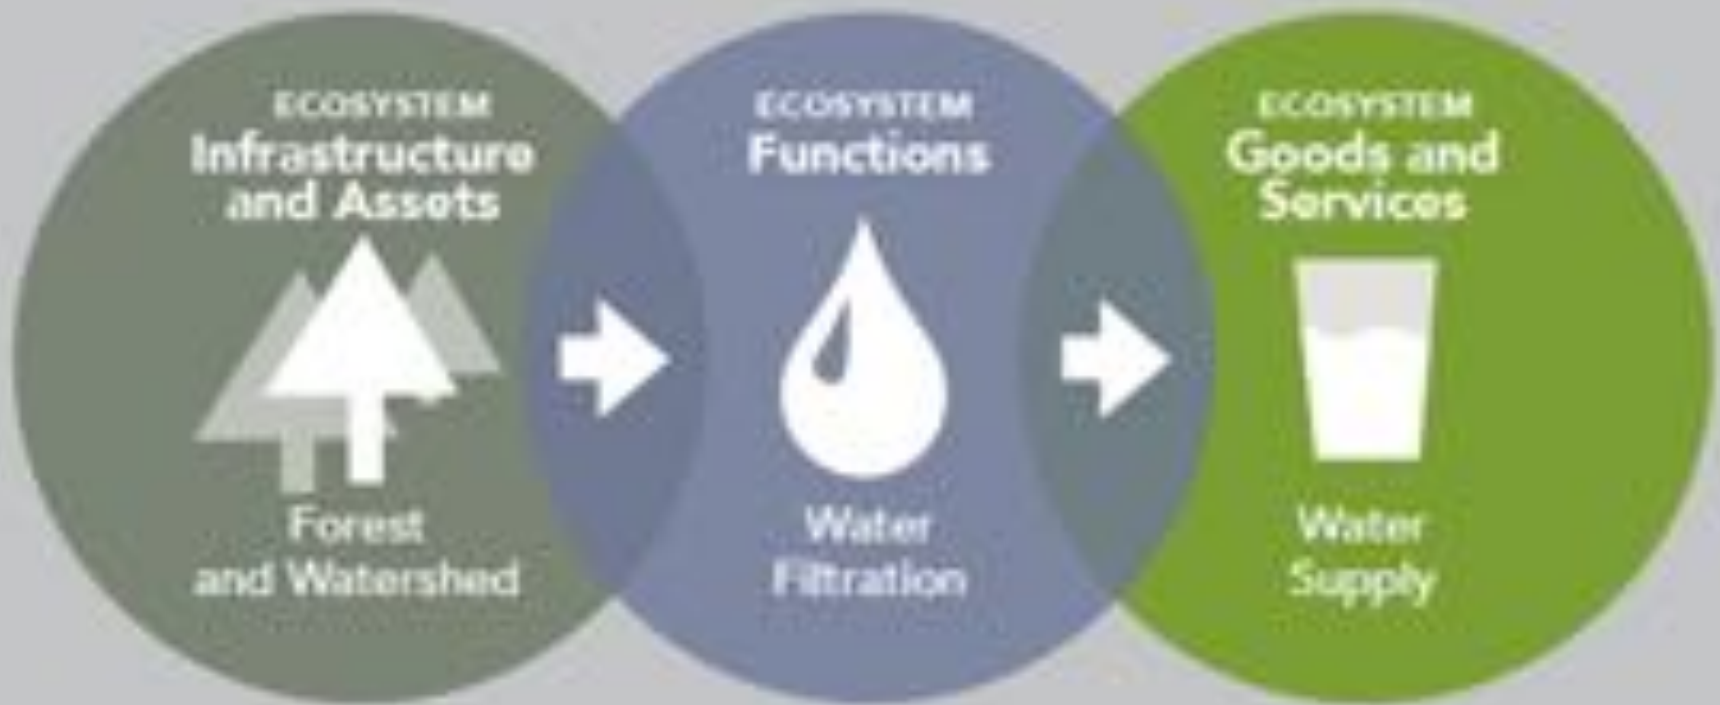 ECOSYSTEM
Infrastructure
and Assets
Forest
and Watershed
ECOSYSTEM
Functions
Water
Filtration
ECOSYSTEM
Goods and
Services
Water
Supply